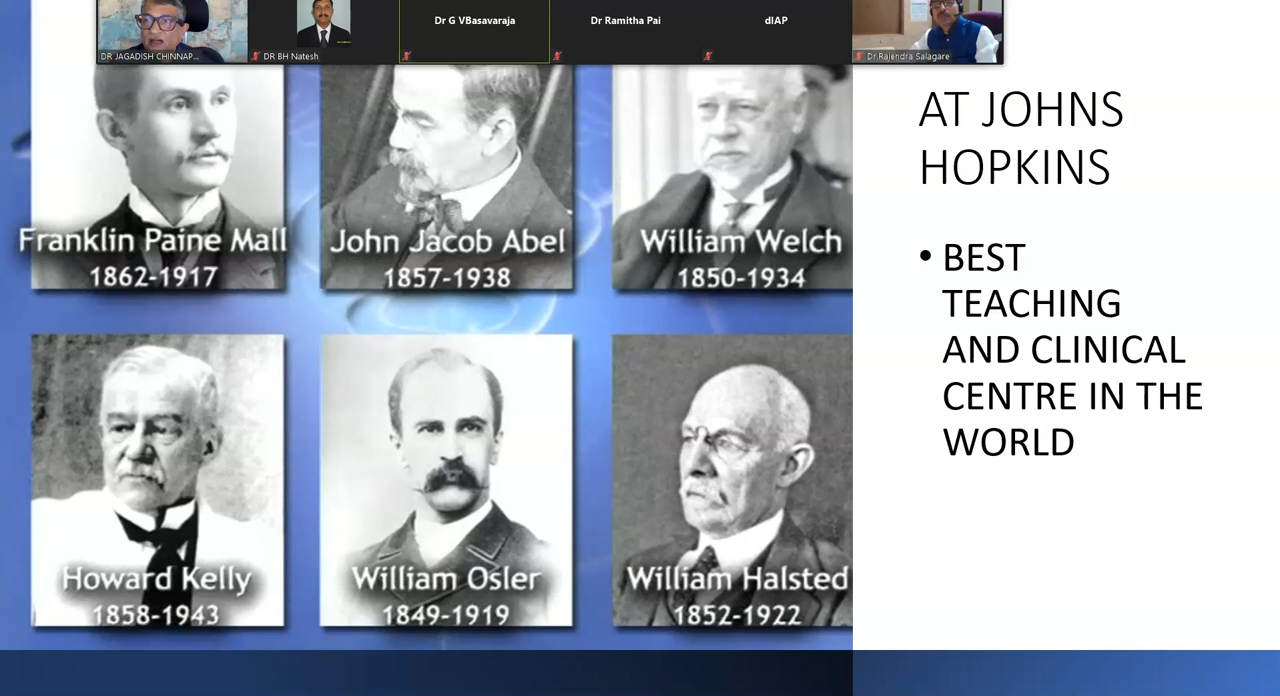 DR JAGADISH CHINNAP...
DR BH Natesh
Dr G VBasavaraja
Dr Ramitha Pai
dIAP
Dr.Rajendra Salagare
Franklin Paine Mall
1862-1917
John Jacob Abel
1857-1938
William Welch
1850-1934
Howard Kelly
1858-1943
William Osler
1849-1919
William Halsted
1852-1922
AT JOHNS
HOPKINS
• BEST
TEACHING
AND CLINICAL
CENTRE IN THE
WORLD